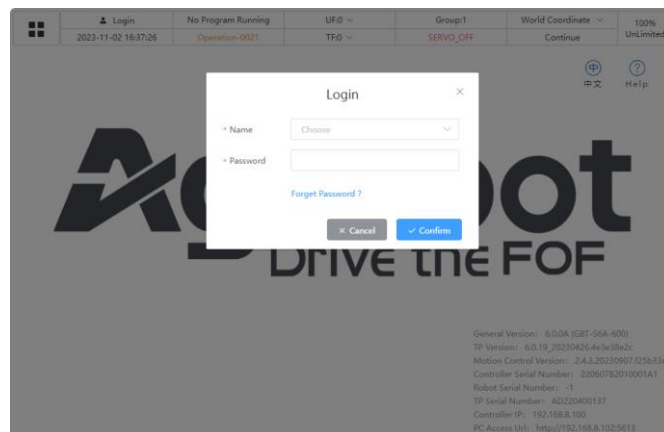 Login
No Program Running
UF:0
Group:1
World Coordinate
100%
2023-11-02 16:37:26
Operation-0021
TF:0
SERVO_OFF
Continue
UnLimited
中
?
中文
Help
Login
* Name
Choose
* Password
Forget Password ?
Cancel
Confirm
Drive the FOF
General Version: 6.0.0A (GBT-S6A-600)
TP Version: 6.0.19_20230426.4e3e38e2c
Motion Control Version: 2.4.3.20230907.f25b33
Controller Serial Number: 22060782010001A1
Robot Serial Number: -1
TP Serial Number: AD220400137
Controller IP: 192.168.8.100
PC Access Url: http://192.168.8.102:5613